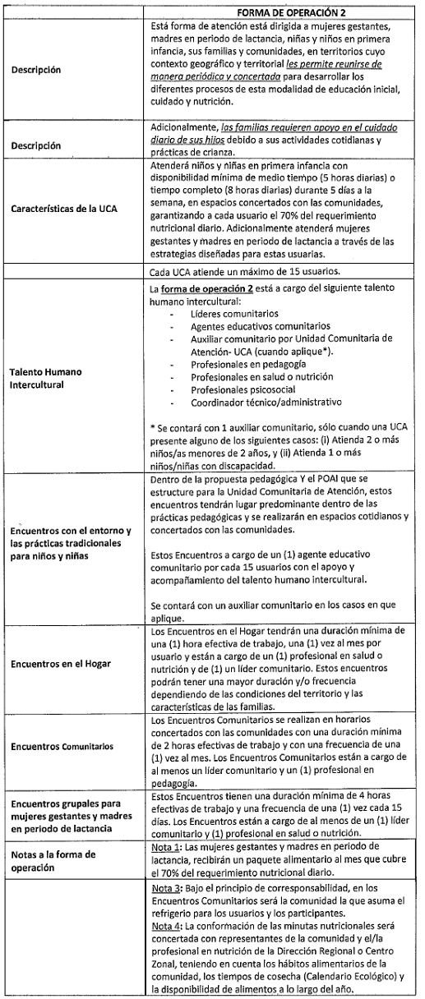 FORMA DE OPERACIÓN 2
Descripción
Está forma de atención está dirigida a mujeres gestantes,
madres en periodo de lactancia, niñas y niños en primera
infancia, sus familias y comunidades, en territorios cuyo
contexto geográfico y territorial les permite reunirse de
manera periódica y concertada para desarrollar los
diferentes procesos de esta modalidad de educación inicial,
cuidado y nutrición.
Descripción
Adicionalmente, las familias requieren apoyo en el cuidado
diario de sus hijos debido a sus actividades cotidianas y
prácticas de crianza.
Características de la UCA
Atenderá niños y niñas en primera infancia con
disponibilidad mínima de medio tiempo (5 horas diarias) o
tiempo completo (8 horas diarias) durante 5 días a la
semana, en espacios concertados con las comunidades,
garantizando a cada usuario el 70% del requerimiento
nutricional diario. Adicionalmente atenderá mujeres
gestantes y madres en periodo de lactancia a través de las
estrategias diseñadas para estas usuarias.
Cada UCA atiende un máximo de 15 usuarios.
Talento Humano
Intercultural
La forma de operación 2 está a cargo del siguiente talento
humano intercultural:
- Líderes comunitarios
- Agentes educativos comunitarios
- Auxiliar comunitario por Unidad Comunitaria de
Atención- UCA (cuando aplique*).
- Profesionales en pedagogía
- Profesionales en salud o nutrición
- Profesionales psicosocial
- Coordinador técnico/administrativo
* Se contará con 1 auxiliar comunitario, sólo cuando una UCA
presente alguno de los siguientes casos: (i) Atienda 2 o más
niños/as menores de 2 años, y (ii) Atienda 1 o más
niños/niñas con discapacidad.
Encuentros con el entorno y
las prácticas tradicionales
para niños y niñas
Dentro de la propuesta pedagógica Y el POAI que se
estructure para la Unidad Comunitaria de Atención, estos
encuentros tendrán lugar predominante dentro de las
prácticas pedagógicas y se realizarán en espacios cotidianos y
concertados con las comunidades.
Estos Encuentros a cargo de un (1) agente educativo
comunitario por cada 15 usuarios con el apoyo y
acompañamiento del talento humano intercultural.
Se contará con un auxiliar comunitario en los casos en que
aplique.
Encuentros en el Hogar
Los Encuentros en el Hogar tendrán una duración mínima de
una (1) hora efectiva de trabajo, una (1) vez al mes por
usuario y están a cargo de un (1) profesional en salud o
nutrición y de (1) un líder comunitario. Estos encuentros
podrán tener una mayor duración y/o frecuencia
dependiendo de las condiciones del territorio y las
características de las familias.
Encuentros Comunitarios
Los Encuentros Comunitarios se realizan en horarios
concertados con las comunidades con una duración mínima
de 2 horas efectivas de trabajo y con una frecuencia de una
(1) vez al mes. Los Encuentros Comunitarios están a cargo de
al menos un líder comunitario y un (1) profesional en
pedagogía.
Encuentros grupales para
mujeres gestantes y madres
en periodo de lactancia
Estos Encuentros tienen una duración mínima de 4 horas
efectivas de trabajo y una frecuencia de una (1) vez cada 15
días. Los Encuentros están a cargo de al menos de un (1) líder
comunitario y (1) profesional en salud o nutrición.
Notas a la forma de
operación
Nota 1: Las mujeres gestantes y madres en periodo de
lactancia, recibirán un paquete alimentario al mes que cubre
el 70% del requerimiento nutricional diario.
Nota 3: Bajo el principio de corresponsabilidad, en los
Encuentros Comunitarios será la comunidad la que asuma el
refrigerio para los usuarios y los participantes.
Nota 4: La conformación de las minutas nutricionales será
concertada con representantes de la comunidad y el/la
profesional en nutrición de la Dirección Regional o Centro
Zonal, teniendo en cuenta los hábitos alimentarios de la
comunidad, los tiempos de cosecha (Calendario Ecológico) y
la disponibilidad de alimentos a lo largo del año.